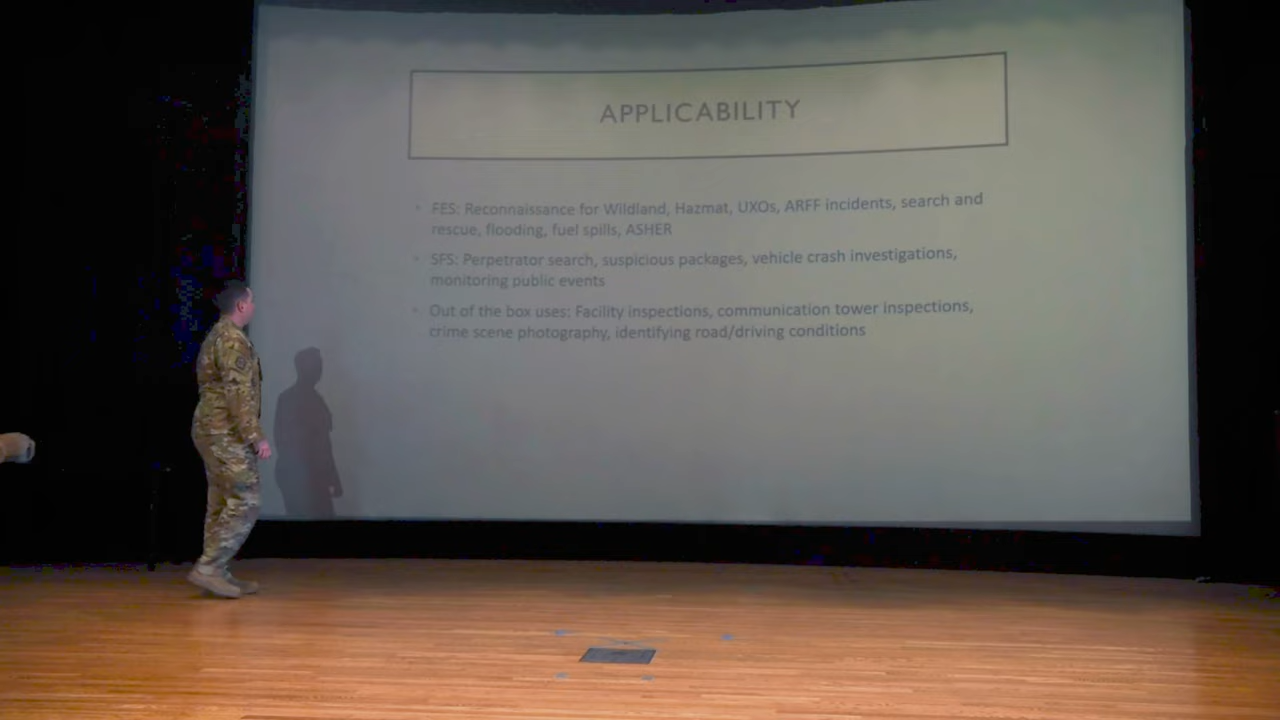 APPLICABILITY
• FES: Reconnaissance for Wildland, Hazmat, UXOs, ARFF incidents, search and
rescue, flooding, fuel spills, ASHER
• SFS: Perpetrator search, suspicious packages, vehicle crash investigations,
monitoring public events
• Out of the box uses: Facility inspections, communication tower inspections,
crime scene photography, identifying road/driving conditions